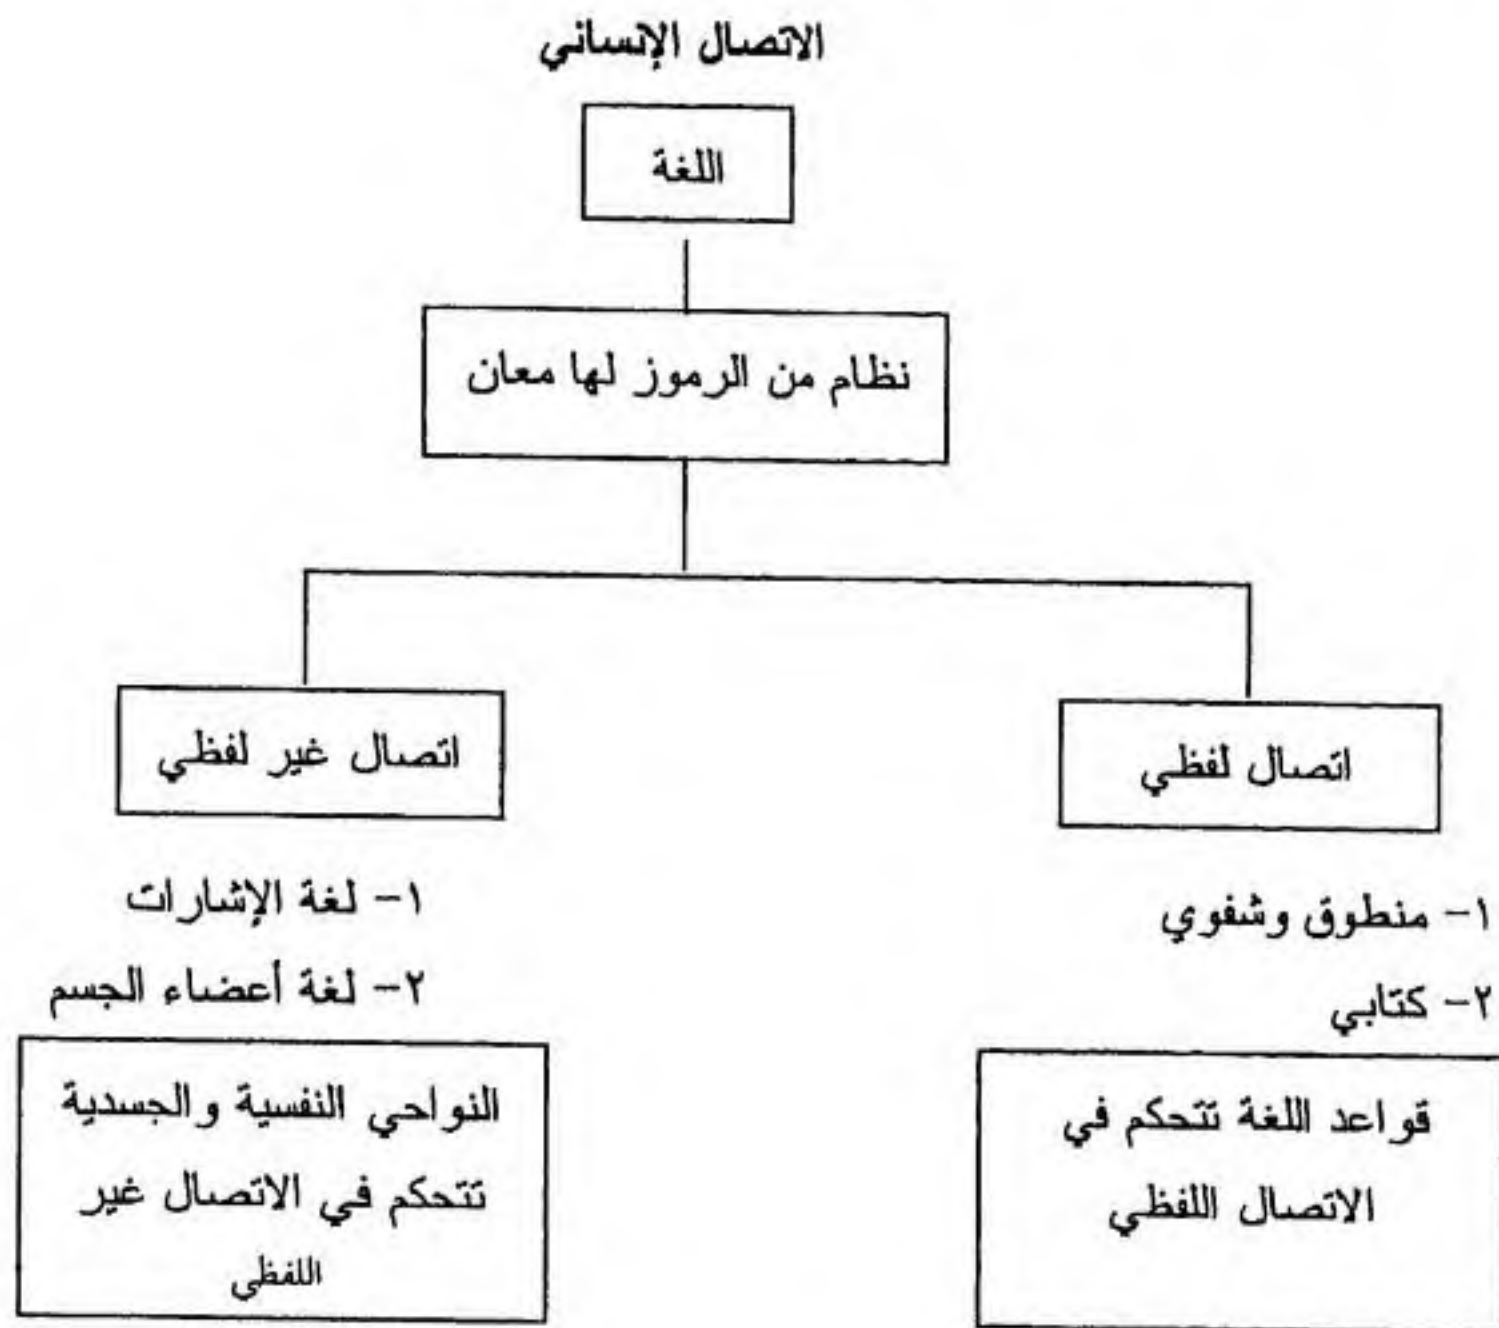 الاتصال الإنساني
اللغة
نظام من الرموز لها معان
اتصال لفظي
١- منطوق وشفوي
٢- كتابي
قواعد اللغة تتحكم في
الاتصال اللفظي
اتصال غير لفظي
١- لغة الإشارات
٢- لغة أعضاء الجسم
النواحي النفسية والجسدية
تتحكم في الاتصال غير
اللفظي